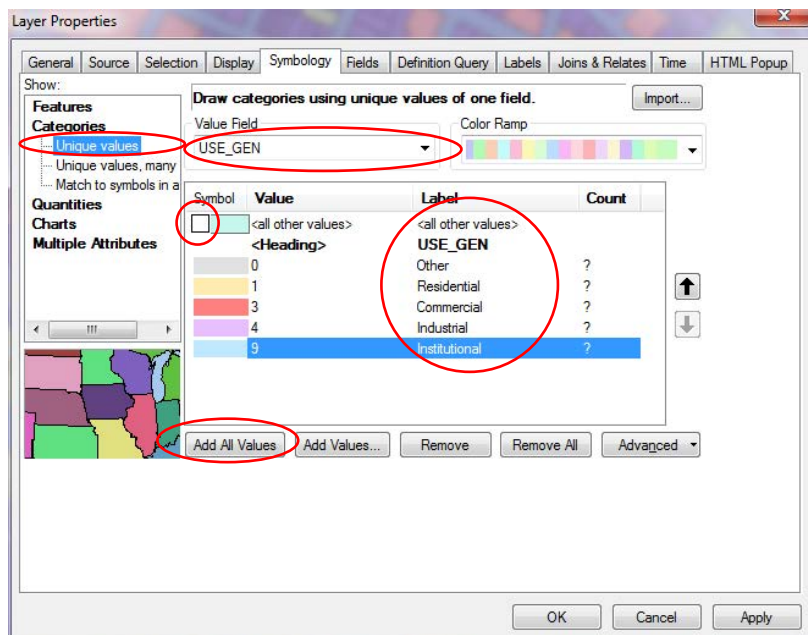 Layer Properties
General Source Selection Display Symbology Fields Definition Query Labels Joins & Relates Time HTML Popup
Show:
Features
Categories
Unique values
Unique values, many
Match to symbols in a
Quantities
Charts
Multiple Attributes
Draw categories using unique values of one field.
Import...
Value Field
USE_GEN
Color Ramp
Symbol Value Label Count
<all other values> <all other values>
<Heading> USE_GEN
0 Other ?
1 Residential ?
3 Commercial ?
4 Industrial ?
9 Institutional ?
Add All Values Add Values... Remove Remove All Advanced
OK Cancel Apply